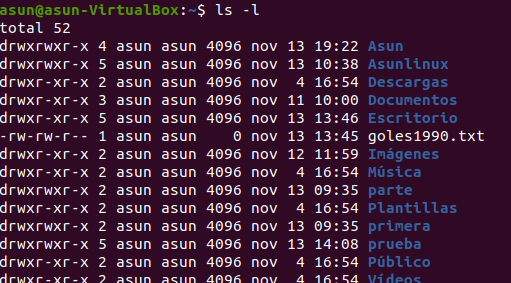 asun@asun-VirtualBox:~$ ls -l
total 52
drwxrwxr-x 4 asun asun 4096 nov 13 19:22 Asun
drwxrwxr-x 5 asun asun 4096 nov 13 10:38 Asunlinux
drwxr-xr-x 2 asun asun 4096 nov  4 16:54 Descargas
drwxr-xr-x 3 asun asun 4096 nov 11 10:00 Documentos
drwxr-xr-x 5 asun asun 4096 nov 13 13:46 Escritorio
-rw-rw-r-- 1 asun asun    0 nov 13 13:45 goles1990.txt
drwxr-xr-x 2 asun asun 4096 nov 12 11:59 Imágenes
drwxr-xr-x 2 asun asun 4096 nov  4 16:54 Música
drwxrwxr-x 2 asun asun 4096 nov 13 09:35 parte
drwxr-xr-x 2 asun asun 4096 nov  4 16:54 Plantillas
drwxrwxr-x 2 asun asun 4096 nov 13 09:35 primera
drwxrwxr-x 5 asun asun 4096 nov 13 14:08 prueba
drwxr-xr-x 2 asun asun 4096 nov  4 16:54 Público
drwxr-xr-x 2 asun asun 4096 nov  4 16:54 Vídeos